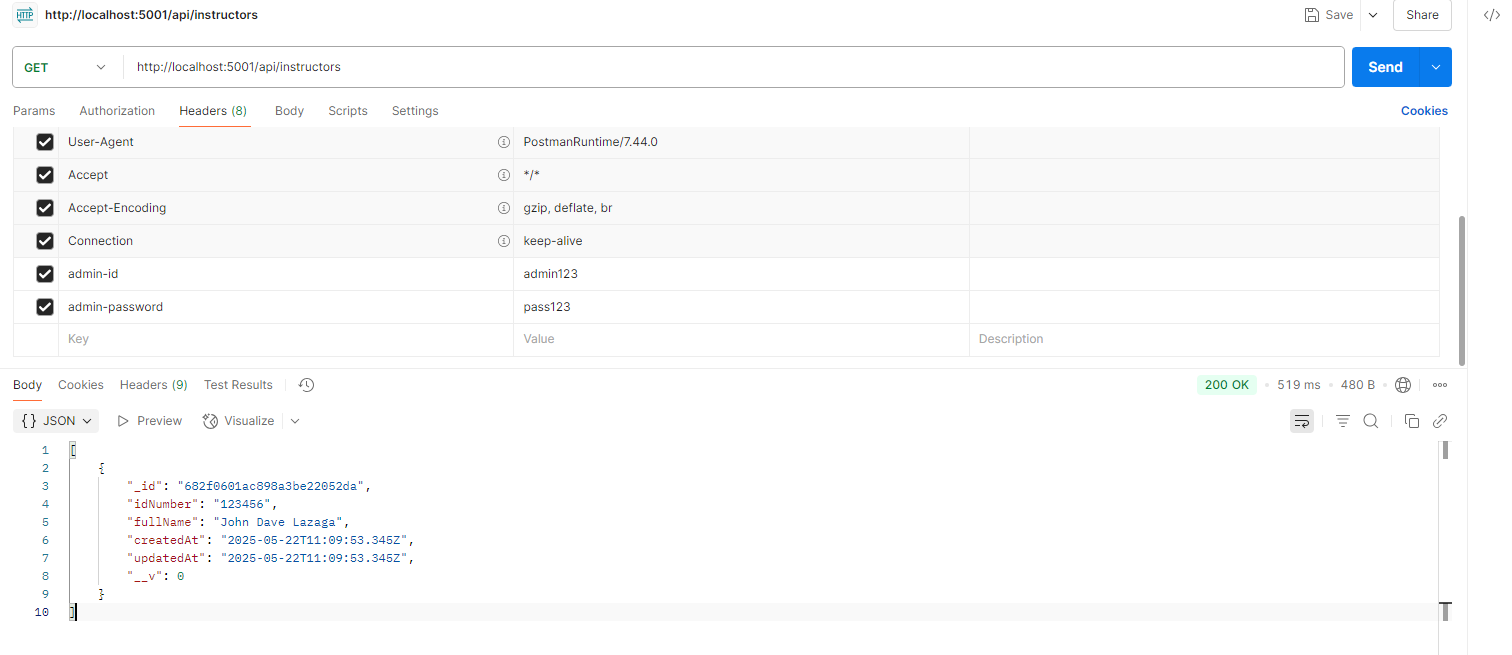 HTTP http://localhost:5001/api/instructors Save Share </>
GET http://localhost:5001/api/instructors Send
Params Authorization Headers (8) Body Scripts Settings Cookies
User-Agent PostmanRuntime/7.44.0
Accept */*
Accept-Encoding gzip, deflate, br
Connection keep-alive
admin-id admin123
admin-password pass123
Key Value Description
Body Cookies Headers (9) Test Results 200 OK • 519 ms • 480 B •
{} JSON Preview Visualize
1 [
2 {
3 "_id": "682f0601ac898a3be22052da",
4 "idNumber": "123456",
5 "fullName": "John Dave Lazaga",
6 "createdAt": "2025-05-22T11:09:53.345Z",
7 "updatedAt": "2025-05-22T11:09:53.345Z",
8 "__v": 0
9 }
10 ]